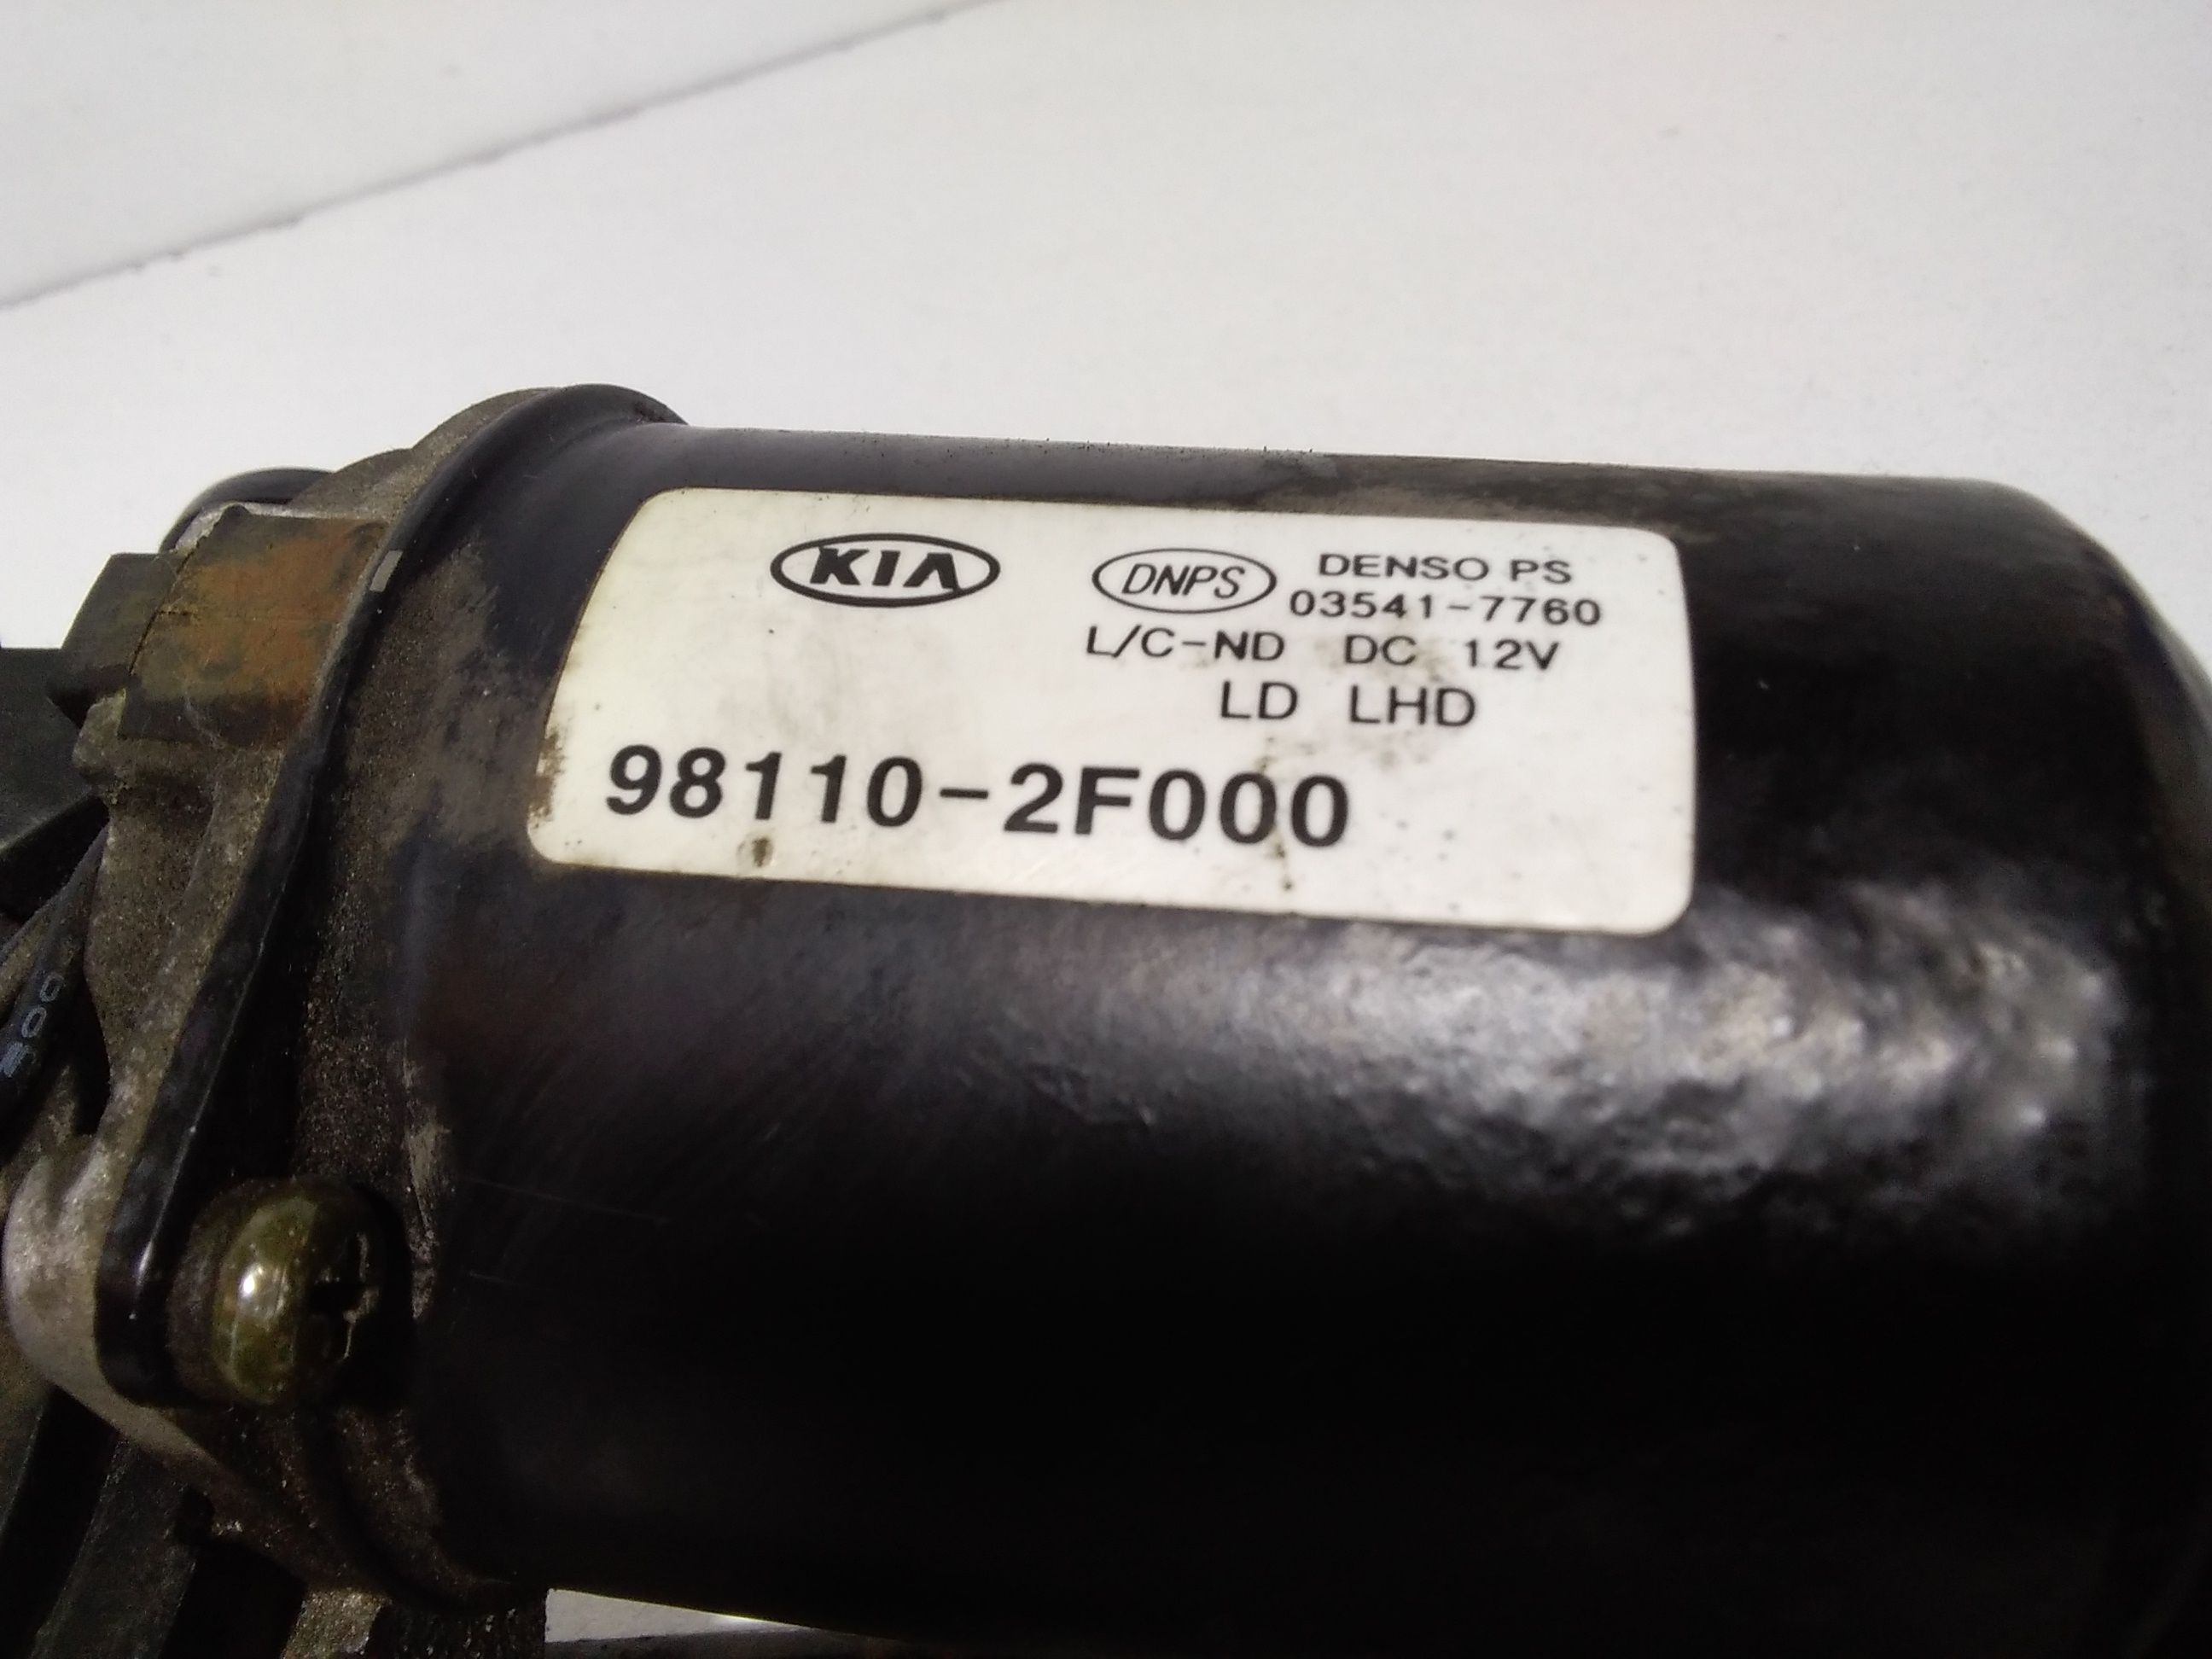 KIA
DNPS
DENSO PS
03541-7760
L/C-ND DC 12V
LD LHD
98110-2F000